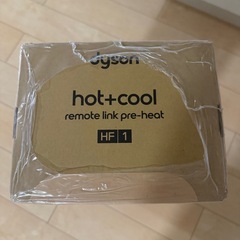 dyson
hot+cool
remote link pre-heat
HF 1